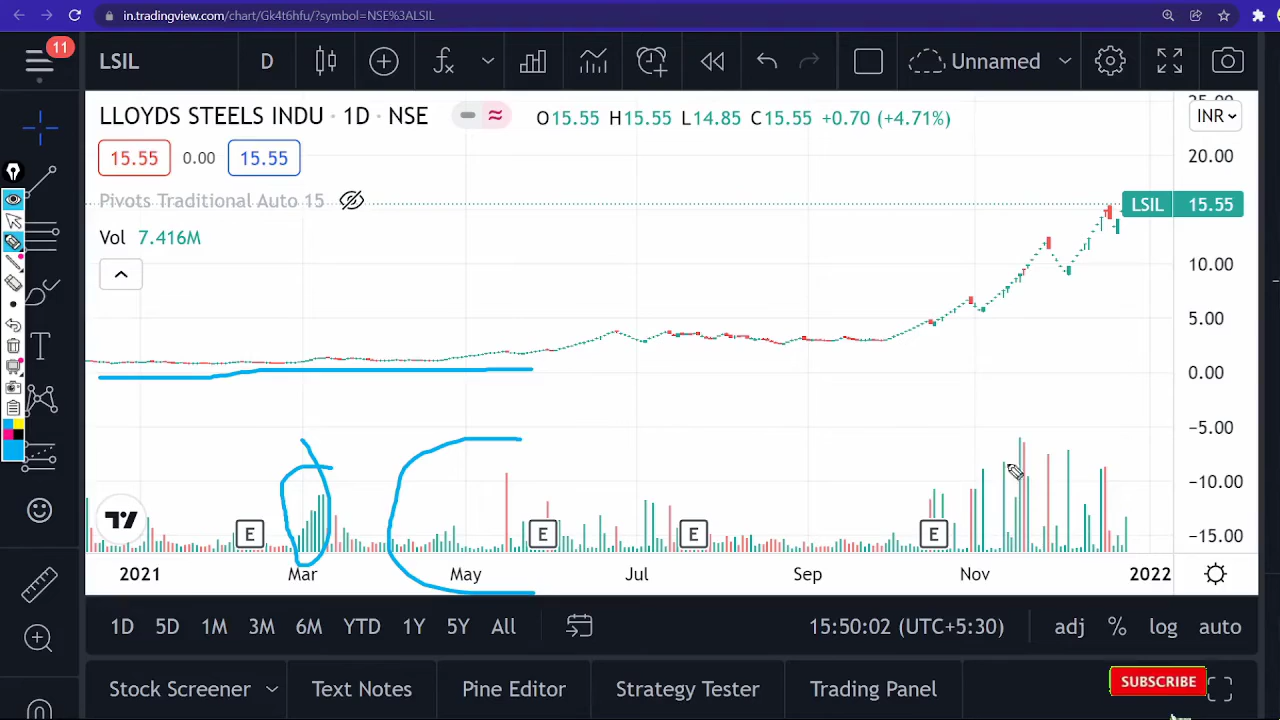 in.tradingview.com/chart/Gk4t6hfu/?symbol=NSE%3ALSIL
11
LSIL D Unnamed
LLOYDS STEELS INDU · 1D · NSE O15.55 H15.55 L14.85 C15.55 +0.70 (+4.71%)
25.00
INR
15.55 0.00 15.55
20.00
Pivots Traditional Auto 15
LSIL 15.55
Vol 7.416M
10.00
5.00
0.00
−5.00
−10.00
E E E E
−15.00
2021 Mar May Jul Sep Nov 2022
1D 5D 1M 3M 6M YTD 1Y 5Y All 15:50:02 (UTC+5:30) adj % log auto
Stock Screener Text Notes Pine Editor Strategy Tester Trading Panel SUBSCRIBE